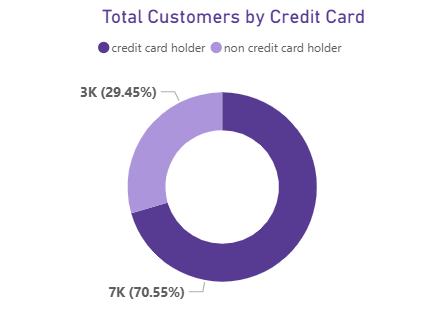 Total Customers by Credit Card
credit card holder non credit card holder
3K (29.45%)
7K (70.55%)